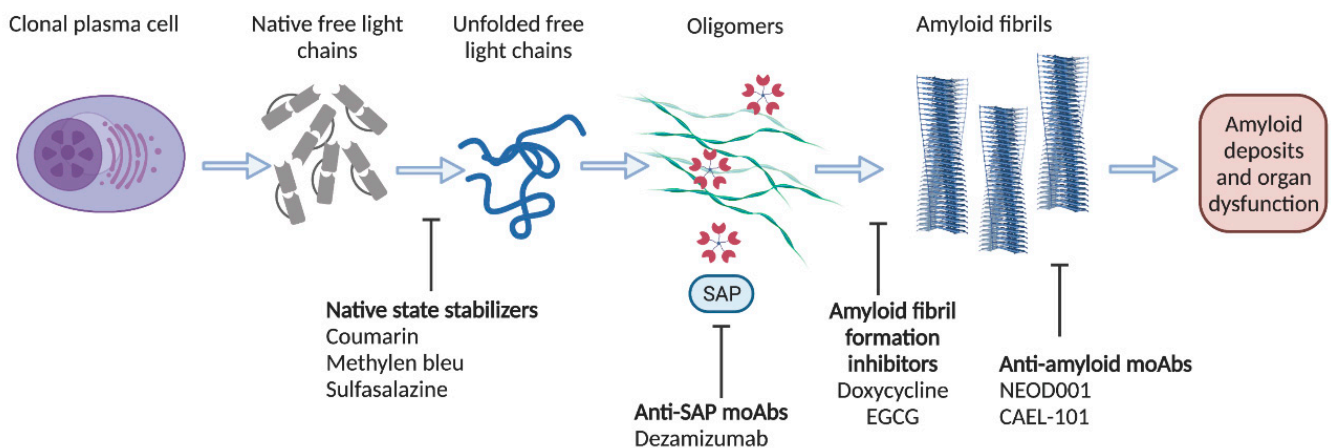 Clonal plasma cell
Native free light
chains
Unfolded free
light chains
Oligomers
Amyloid fibrils
Amyloid
deposits
and organ
dysfunction
SAP
Native state stabilizers
Coumarin
Methylen bleu
Sulfasalazine
Anti-SAP moAbs
Dezamizumab
Amyloid fibril
formation
inhibitors
Doxycycline
EGCG
Anti-amyloid moAbs
NEOD001
CAEL-101